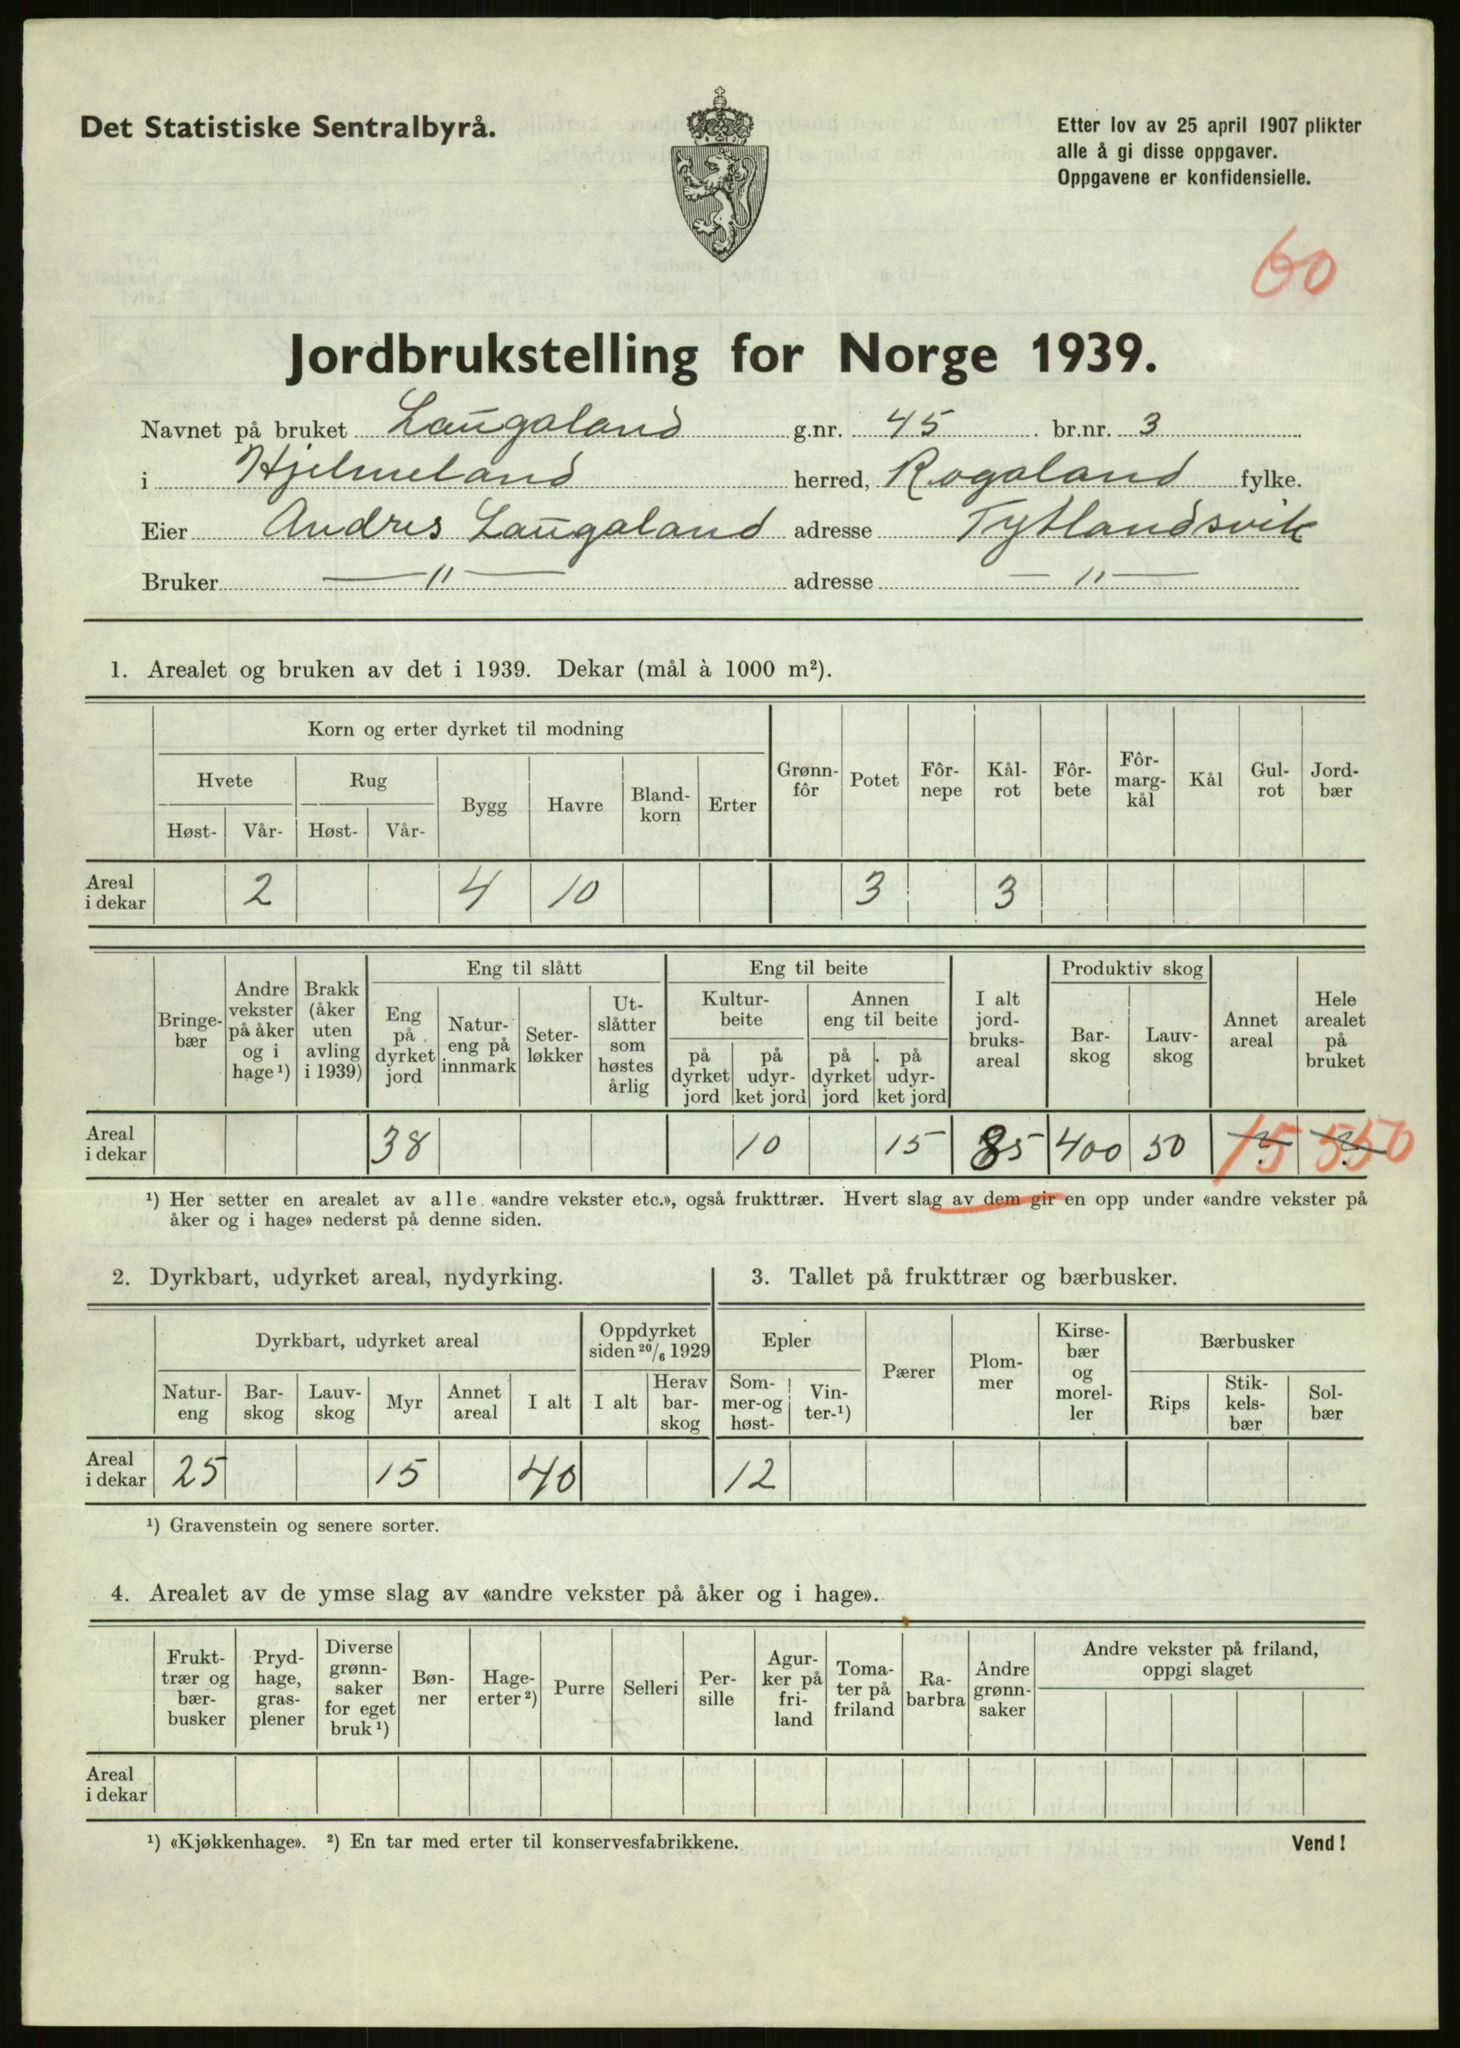 Det Statistiske Sentralbyrå.
Etter lov av 25 april 1907 plikter
alle å gi disse oppgaver.
Oppgavene er konfidensielle.
60
Jordbrukstelling for Norge 1939.
Navnet på bruket Laugaland g.nr. 45 br.nr. 3
i Hjelmeland herred, Rogaland fylke.
Eier Andres Laugaland adresse Tytlandsvik
Bruker — " — adresse — " —
1. Arealet og bruken av det i 1939. Dekar (mål à 1000 m²).
Korn og erter dyrket til modning
Hvete Rug Bygg Havre Bland-korn Erter Grønn-fôr Potet Fôr-nepe Kål-rot Fôr-bete Fôr-marg-kål Kål Gul-rot Jord-bær
Høst- Vår- Høst- Vår-
Areal i dekar 2 4 10 3 3
Eng til slått Eng til beite Produktiv skog
Bringe-bær Andre vekster på åker og i hage¹) Brakk (åker uten avling i 1939) Eng på dyrket jord Natur-eng på innmark Seter-løkker Ut-slåtter som høstes årlig Kultur-beite Annen eng til beite I alt jord-bruks-areal Bar-skog Lauv-skog Annet areal Hele arealet på bruket
på dyrket jord på udyr-ket jord på dyrket jord på udyr-ket jord
Areal i dekar 38 10 15 85 400 50 15 550
¹) Her setter en arealet av alle «andre vekster etc.», også frukttrær. Hvert slag av dem gir en opp under «andre vekster på
åker og i hage» nederst på denne siden.
2. Dyrkbart, udyrket areal, nydyrking.
3. Tallet på frukttrær og bærbusker.
Dyrkbart, udyrket areal Oppdyrket siden 20/6 1929 Epler Pærer Plom-mer Kirse-bær og morel-ler Bærbusker
Natur-eng Bar-skog Lauv-skog Myr Annet areal I alt I alt Herav bar-skog Som-mer-og høst- Vin-ter-¹) Rips Stik-kels-bær Sol-bær
Areal i dekar 25 15 40 12
¹) Gravenstein og senere sorter.
4. Arealet av de ymse slag av «andre vekster på åker og i hage».
Frukt-trær og bær-busker Pryd-hage, gras-plener Diverse grønn-saker for eget bruk¹) Bøn-ner Hage-erter²) Purre Selleri Per-sille Agur-ker på fri-land Toma-ter på friland Ra-barbra Andre grønn-saker Andre vekster på friland, oppgi slaget
Areal i dekar
¹) «Kjøkkenhage». ²) En tar med erter til konservesfabrikkene.
Vend!